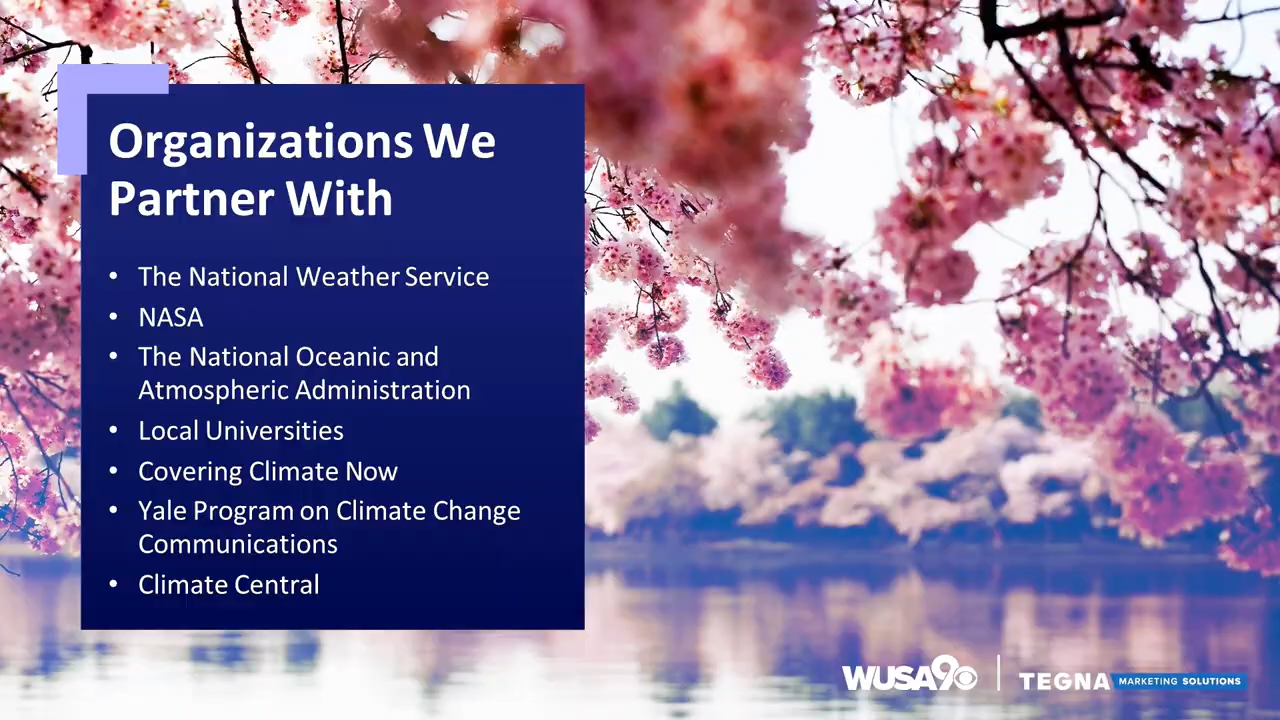 Organizations We
Partner With
• The National Weather Service
• NASA
• The National Oceanic and
Atmospheric Administration
• Local Universities
• Covering Climate Now
• Yale Program on Climate Change
Communications
• Climate Central
WUSA9
TEGNA MARKETING SOLUTIONS